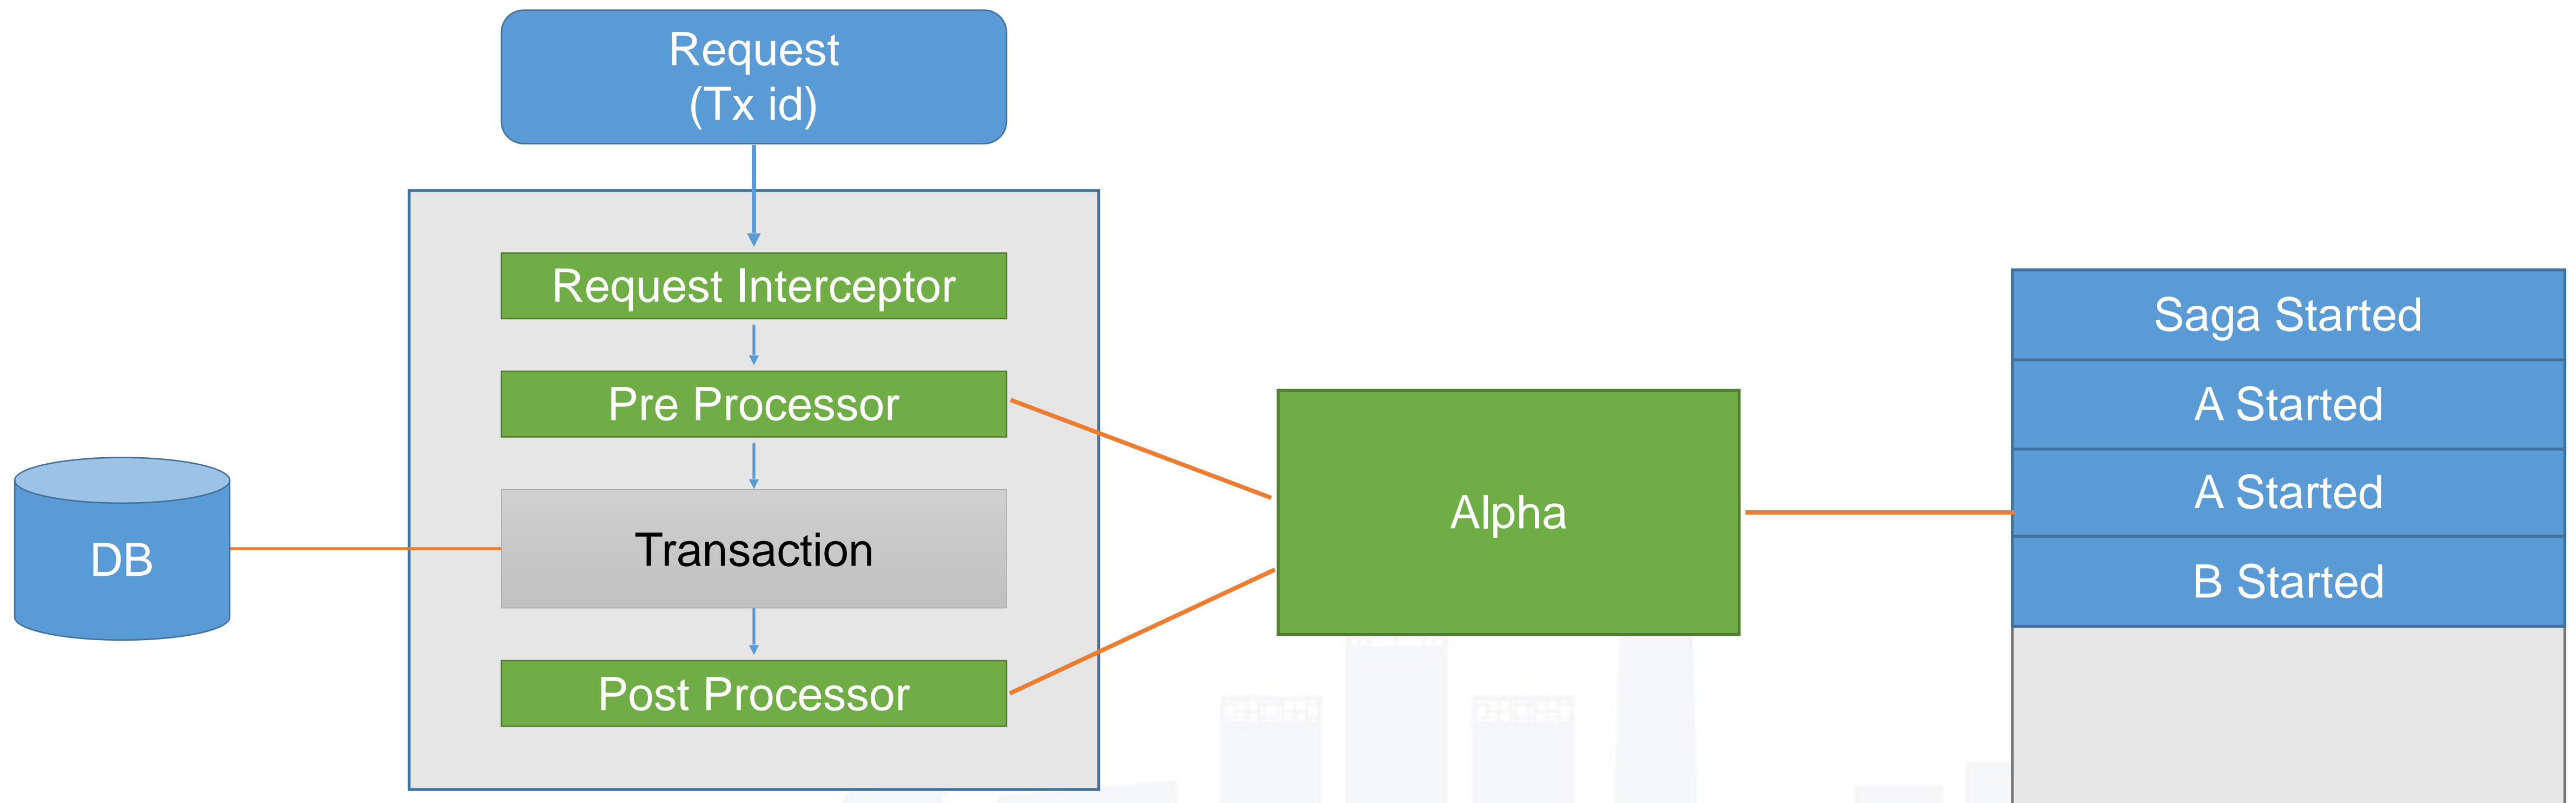 Request
(Tx id)
Request Interceptor
Pre Processor
Transaction
Post Processor
DB
Alpha
Saga Started
A Started
A Started
B Started